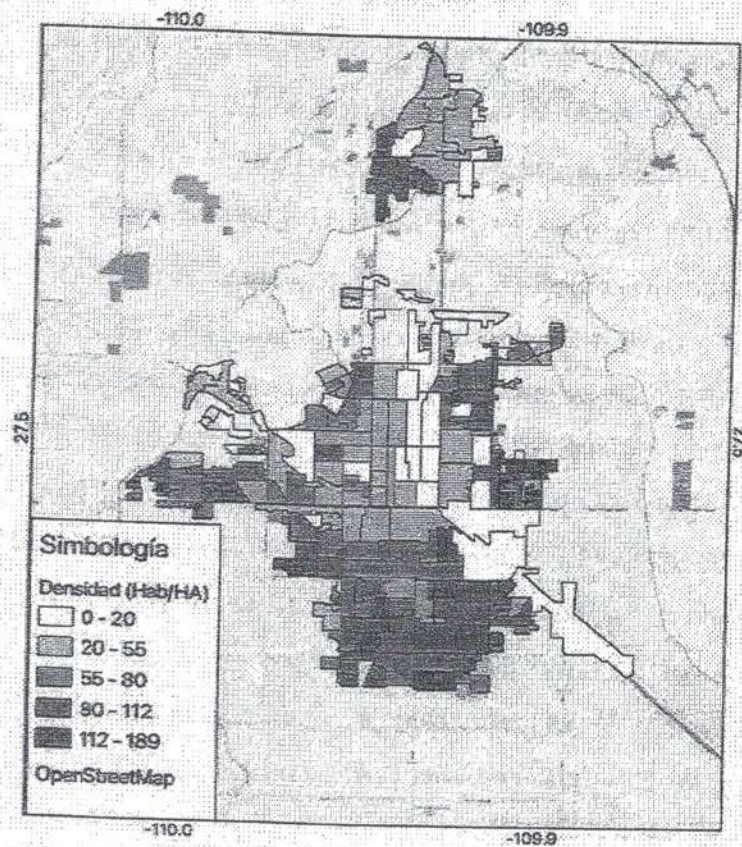 -110.0
-109.9
27.5
27.5
Simbología
Densidad (Hab/HA)
0 - 20
20 - 55
55 - 80
80 - 112
112 - 189
OpenStreetMap
-110.0
-109.9